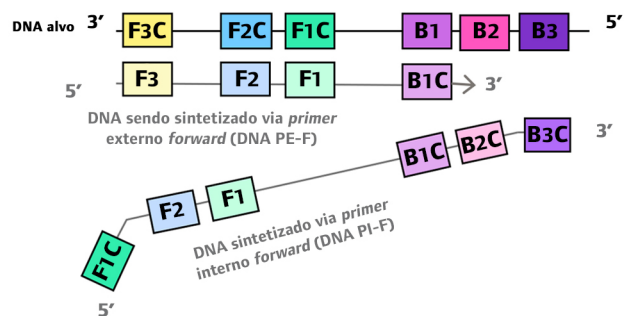 DNA alvo 3′ F3C F2C F1C B1 B2 B3 5′
5′ F3 F2 F1 B1C 3′
DNA sendo sintetizado via primer
externo forward (DNA PE-F)
F1C F2 F1 B1C B2C B3C 3′
DNA sintetizado via primer
interno forward (DNA PI-F)
5′